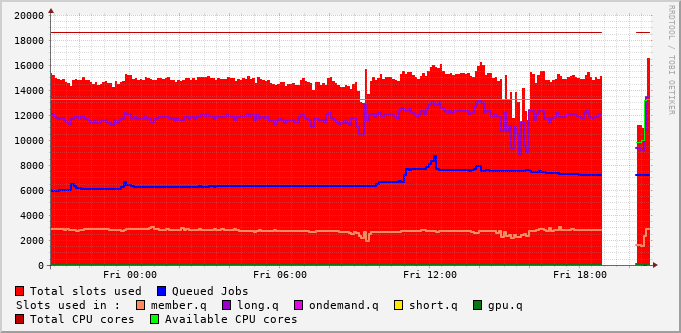 20000
18000
16000
14000
12000
10000
8000
6000
4000
2000
0
Fri 00:00 Fri 06:00 Fri 12:00 Fri 18:00
Total slots used Queued Jobs
Slots used in : member.q long.q ondemand.q short.q gpu.q
Total CPU cores Available CPU cores
RRDTOOL / TOBI OETIKER